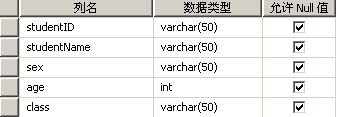 列名 数据类型 允许 Null 值
studentID varchar(50)
studentName varchar(50)
sex varchar(50)
age int
class varchar(50)